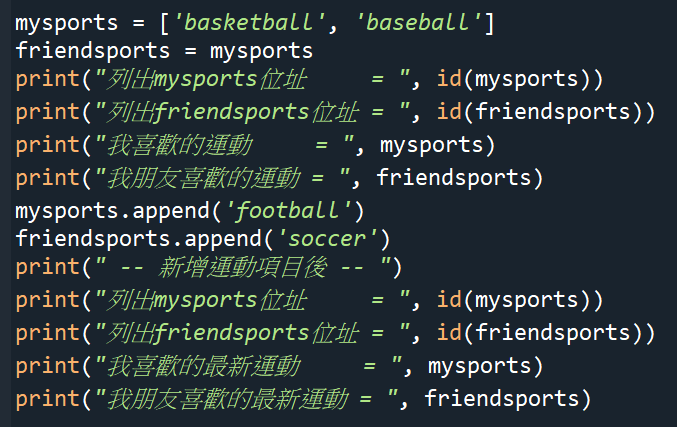 mysports = ['basketball', 'baseball']
friendsports = mysports
print("列出mysports位址     = ", id(mysports))
print("列出friendsports位址 = ", id(friendsports))
print("我喜歡的運動     = ", mysports)
print("我朋友喜歡的運動 = ", friendsports)
mysports.append('football')
friendsports.append('soccer')
print(" -- 新增運動項目後 -- ")
print("列出mysports位址     = ", id(mysports))
print("列出friendsports位址 = ", id(friendsports))
print("我喜歡的最新運動     = ", mysports)
print("我朋友喜歡的最新運動 = ", friendsports)